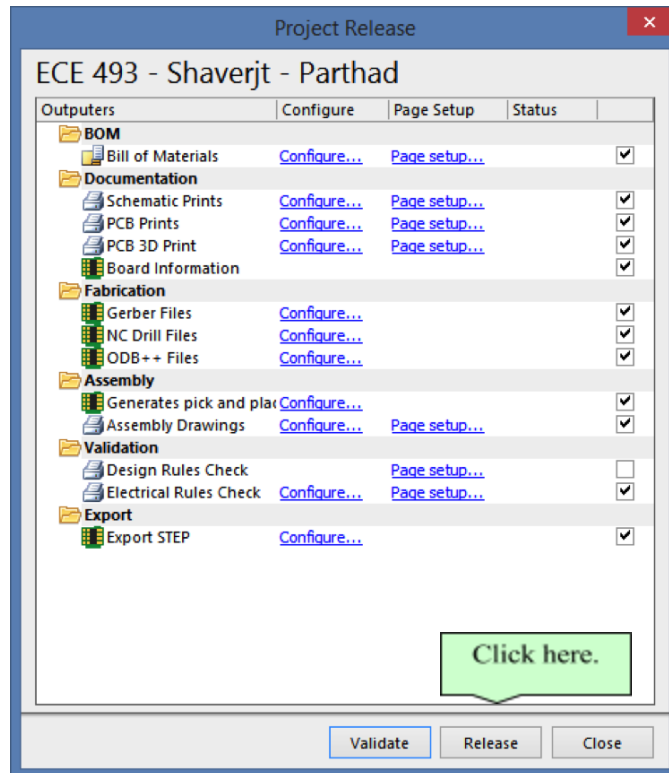 Project Release
ECE 493 - Shaverjt - Parthad
Outputers Configure Page Setup Status
BOM
Bill of Materials Configure... Page setup...
Documentation
Schematic Prints Configure... Page setup...
PCB Prints Configure... Page setup...
PCB 3D Print Configure... Page setup...
Board Information
Fabrication
Gerber Files Configure...
NC Drill Files Configure...
ODB++ Files Configure...
Assembly
Generates pick and plac Configure...
Assembly Drawings Configure... Page setup...
Validation
Design Rules Check Page setup...
Electrical Rules Check Configure... Page setup...
Export
Export STEP Configure...
Click here.
Validate Release Close